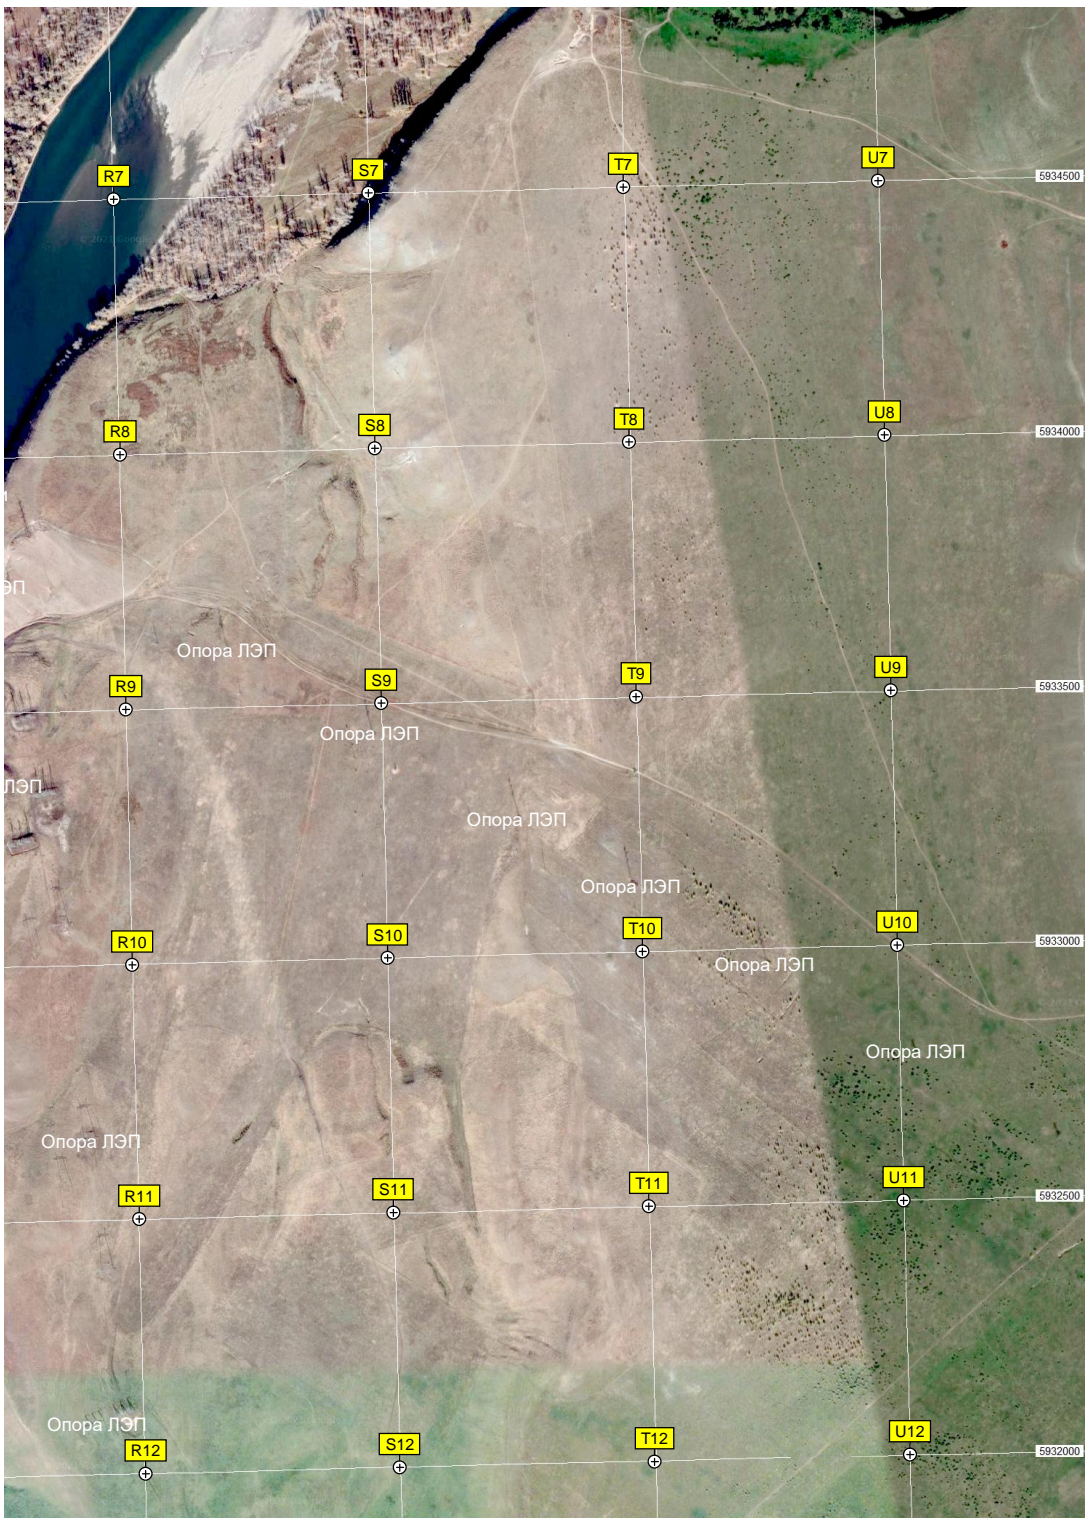 U7
T7
S7
R7
5934500
U8
T8
S8
R8
5934000
ЭП
Опора ЛЭП
U9
T9
S9
R9
5933500
Опора ЛЭП
ЛЭП
Опора ЛЭП
Опора ЛЭП
U10
T10
S10
R10
5933000
Опора ЛЭП
Опора ЛЭП
Опора ЛЭП
U11
T11
S11
R11
5932500
Опора ЛЭП
U12
T12
S12
R12
5932000